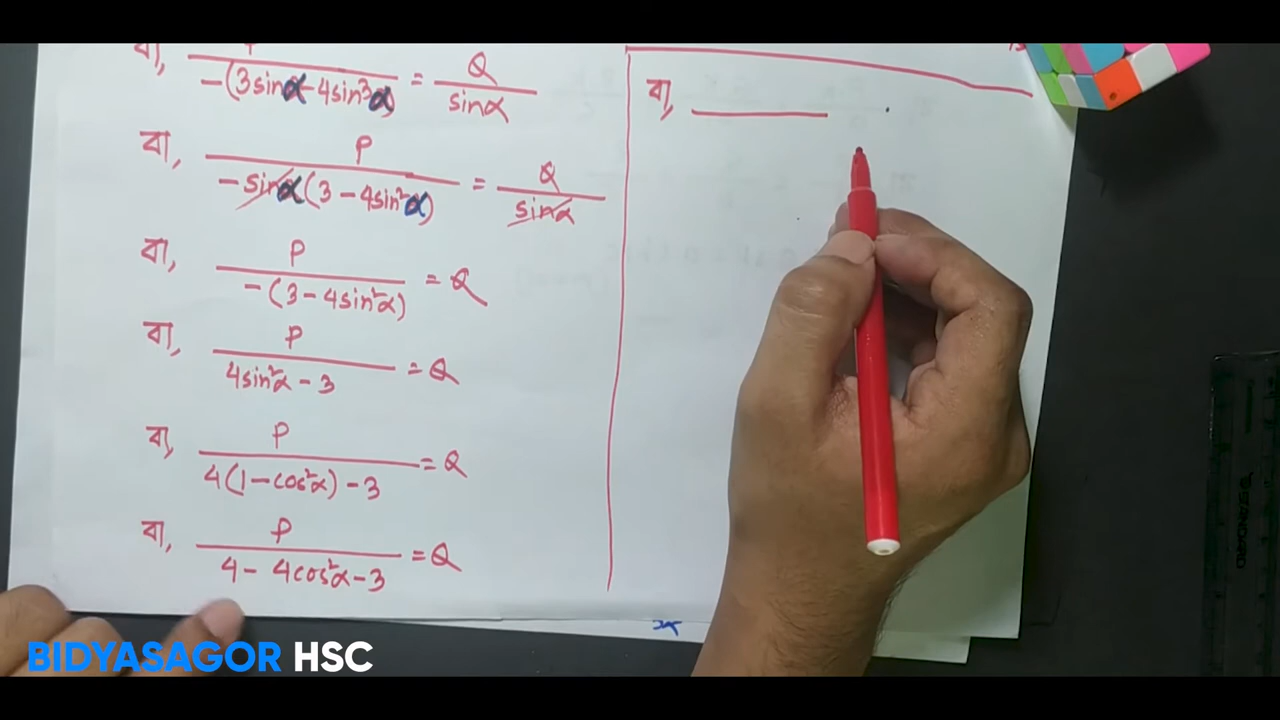 বা, P / -(3sinα - 4sin³α) = Q / sinα
বা, P / -sinα(3 - 4sin²α) = Q / sinα
বা, P / -(3 - 4sin²α) = Q
বা, P / 4sin²α - 3 = Q
বা, P / 4(1 - cos²α) - 3 = Q
বা, P / 4 - 4cos²α - 3 = Q
বা,
STANDARD
BIDYASAGOR HSC